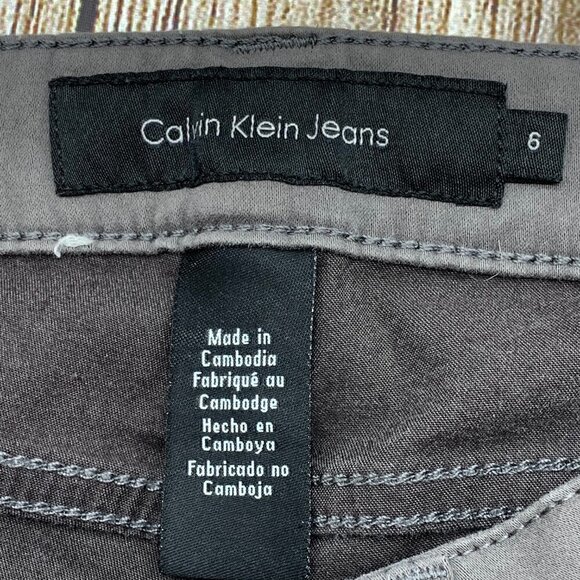 Calvin Klein Jeans
6
Made in
Cambodia
Fabriqué au
Cambodge
Hecho en
Camboya
Fabricado no
Camboja